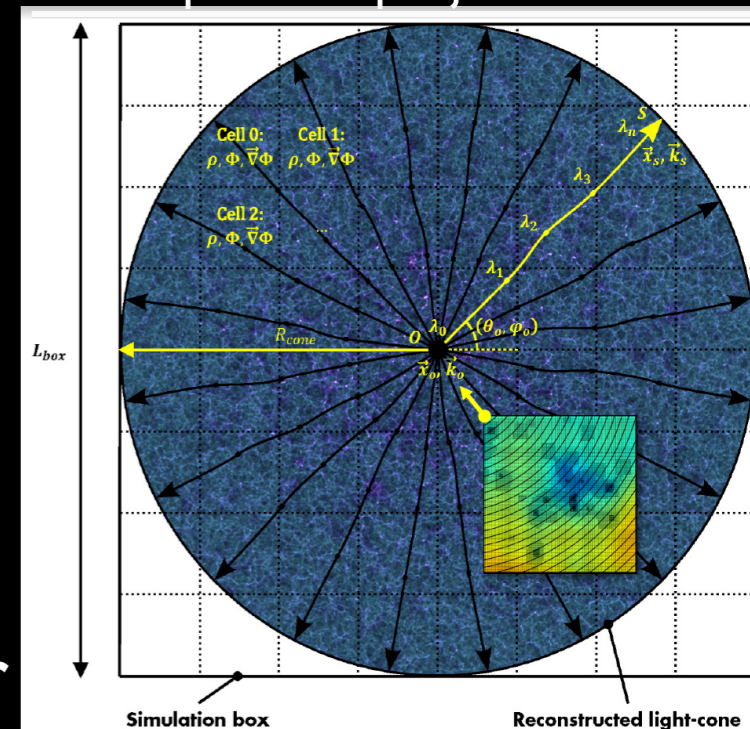 Cell 0: Cell 1:
ρ, Φ, ∇⃗Φ ρ, Φ, ∇⃗Φ
Cell 2:
ρ, Φ, ∇⃗Φ ...
S
λₙ
x⃗ₛ, k⃗ₛ
λ₃
λ₂
λ₁
R_cone O λ₀ (θₒ, φₒ)
L_box
x⃗ₒ, k⃗ₒ
Simulation box Reconstructed light-cone